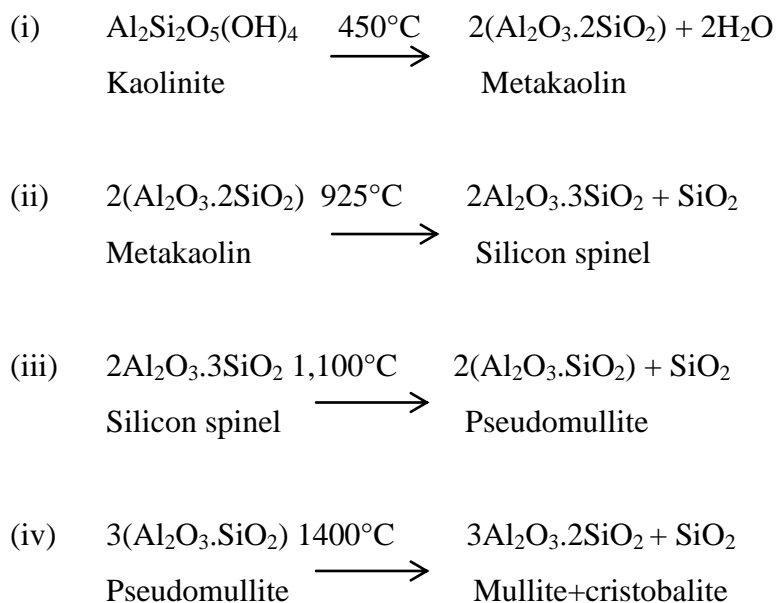 (i) Al₂Si₂O₅(OH)₄ 450°C 2(Al₂O₃.2SiO₂) + 2H₂O
Kaolinite Metakaolin
(ii) 2(Al₂O₃.2SiO₂) 925°C 2Al₂O₃.3SiO₂ + SiO₂
Metakaolin Silicon spinel
(iii) 2Al₂O₃.3SiO₂ 1,100°C 2(Al₂O₃.SiO₂) + SiO₂
Silicon spinel Pseudomullite
(iv) 3(Al₂O₃.SiO₂) 1400°C 3Al₂O₃.2SiO₂ + SiO₂
Pseudomullite Mullite+cristobalite